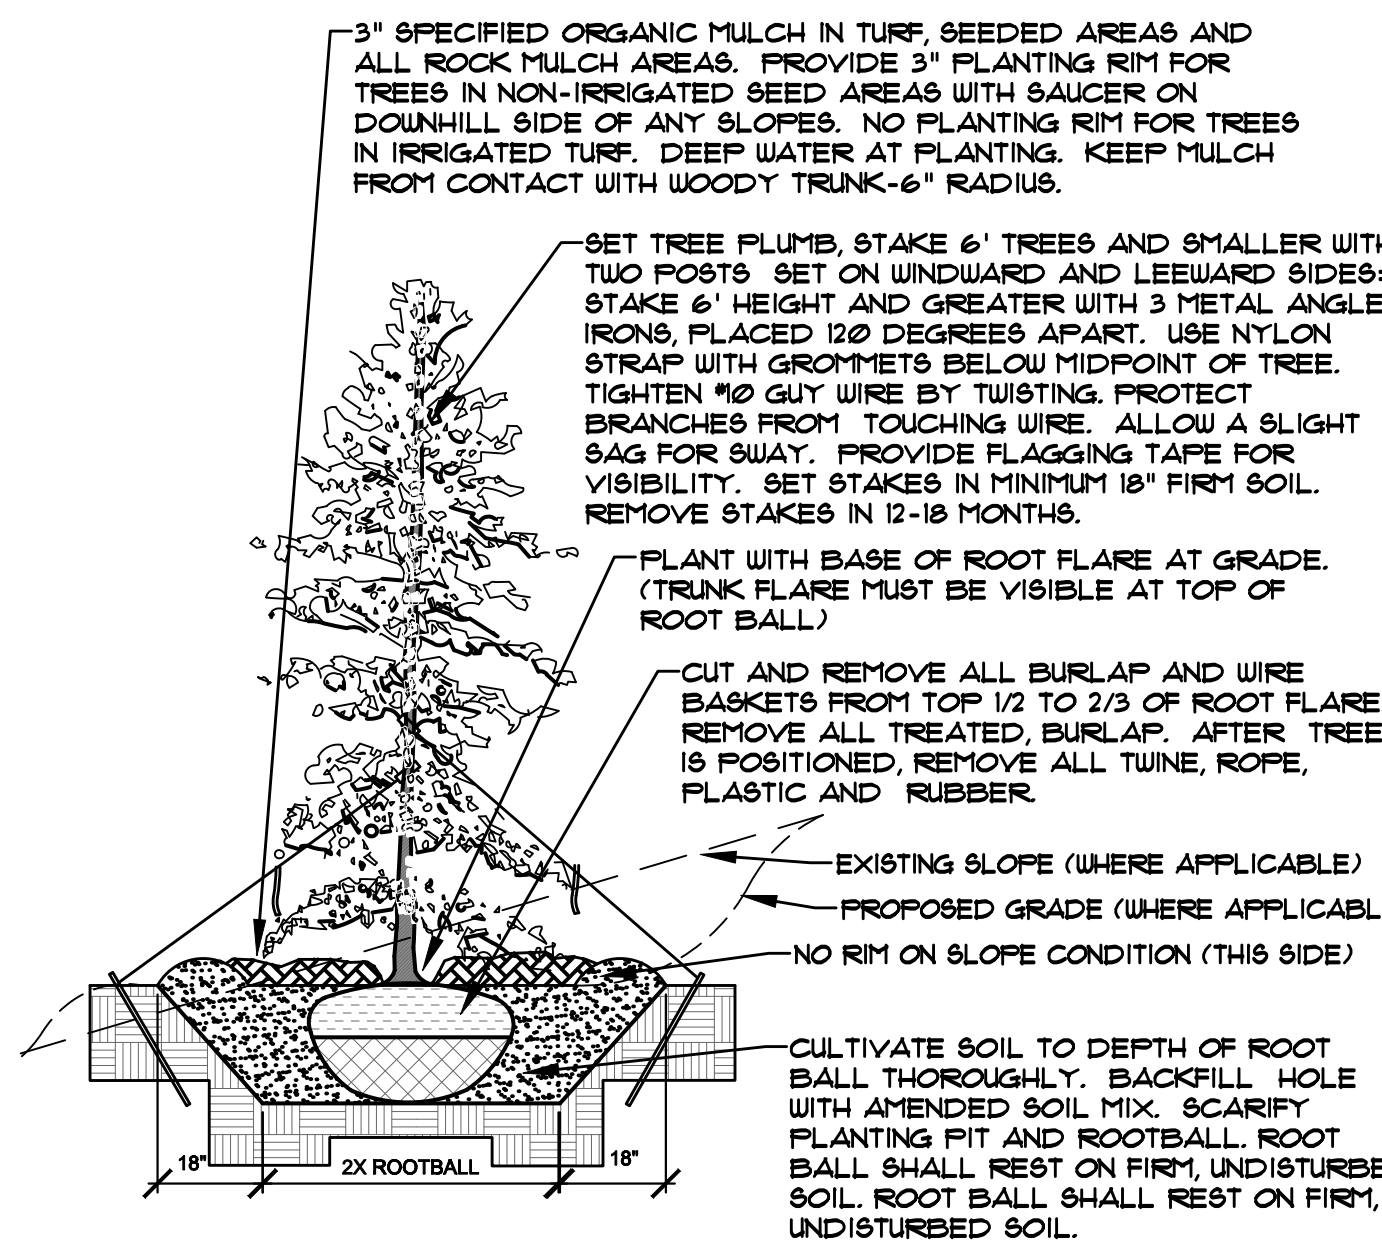 3" SPECIFIED ORGANIC MULCH IN TURF, SEEDED AREAS AND
ALL ROCK MULCH AREAS. PROVIDE 3" PLANTING RIM FOR
TREES IN NON-IRRIGATED SEED AREAS WITH SAUCER ON
DOWNHILL SIDE OF ANY SLOPES. NO PLANTING RIM FOR TREES
IN IRRIGATED TURF. DEEP WATER AT PLANTING. KEEP MULCH
FROM CONTACT WITH WOODY TRUNK-6" RADIUS.
SET TREE PLUMB, STAKE 6' TREES AND SMALLER WITH
TWO POSTS SET ON WINDWARD AND LEEWARD SIDES:
STAKE 6' HEIGHT AND GREATER WITH 3 METAL ANGLE
IRONS, PLACED 120 DEGREES APART. USE NYLON
STRAP WITH GROMMETS BELOW MIDPOINT OF TREE.
TIGHTEN #10 GUY WIRE BY TWISTING. PROTECT
BRANCHES FROM TOUCHING WIRE. ALLOW A SLIGHT
SAG FOR SWAY. PROVIDE FLAGGING TAPE FOR
VISIBILITY. SET STAKES IN MINIMUM 18" FIRM SOIL.
REMOVE STAKES IN 12-18 MONTHS.
PLANT WITH BASE OF ROOT FLARE AT GRADE.
(TRUNK FLARE MUST BE VISIBLE AT TOP OF
ROOT BALL)
CUT AND REMOVE ALL BURLAP AND WIRE
BASKETS FROM TOP 1/2 TO 2/3 OF ROOT FLARE
REMOVE ALL TREATED, BURLAP. AFTER TREE
IS POSITIONED, REMOVE ALL TWINE, ROPE,
PLASTIC AND RUBBER.
EXISTING SLOPE (WHERE APPLICABLE)
PROPOSED GRADE (WHERE APPLICABL
NO RIM ON SLOPE CONDITION (THIS SIDE)
CULTIVATE SOIL TO DEPTH OF ROOT
BALL THOROUGHLY. BACKFILL HOLE
WITH AMENDED SOIL MIX. SCARIFY
PLANTING PIT AND ROOTBALL. ROOT
BALL SHALL REST ON FIRM, UNDISTURBE
SOIL. ROOT BALL SHALL REST ON FIRM,
UNDISTURBED SOIL.
18" 2X ROOTBALL 18"